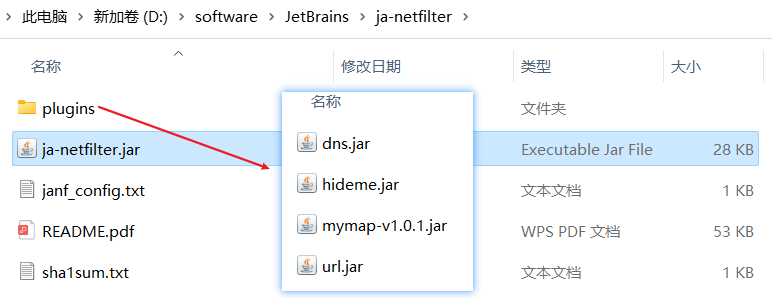 此电脑 新加卷 (D:) software JetBrains ja-netfilter
名称 修改日期 类型 大小
plugins 文件夹
ja-netfilter.jar Executable Jar File 28 KB
janf_config.txt 文本文档 1 KB
README.pdf WPS PDF 文档 53 KB
sha1sum.txt 文本文档 1 KB
名称
dns.jar
hideme.jar
mymap-v1.0.1.jar
url.jar